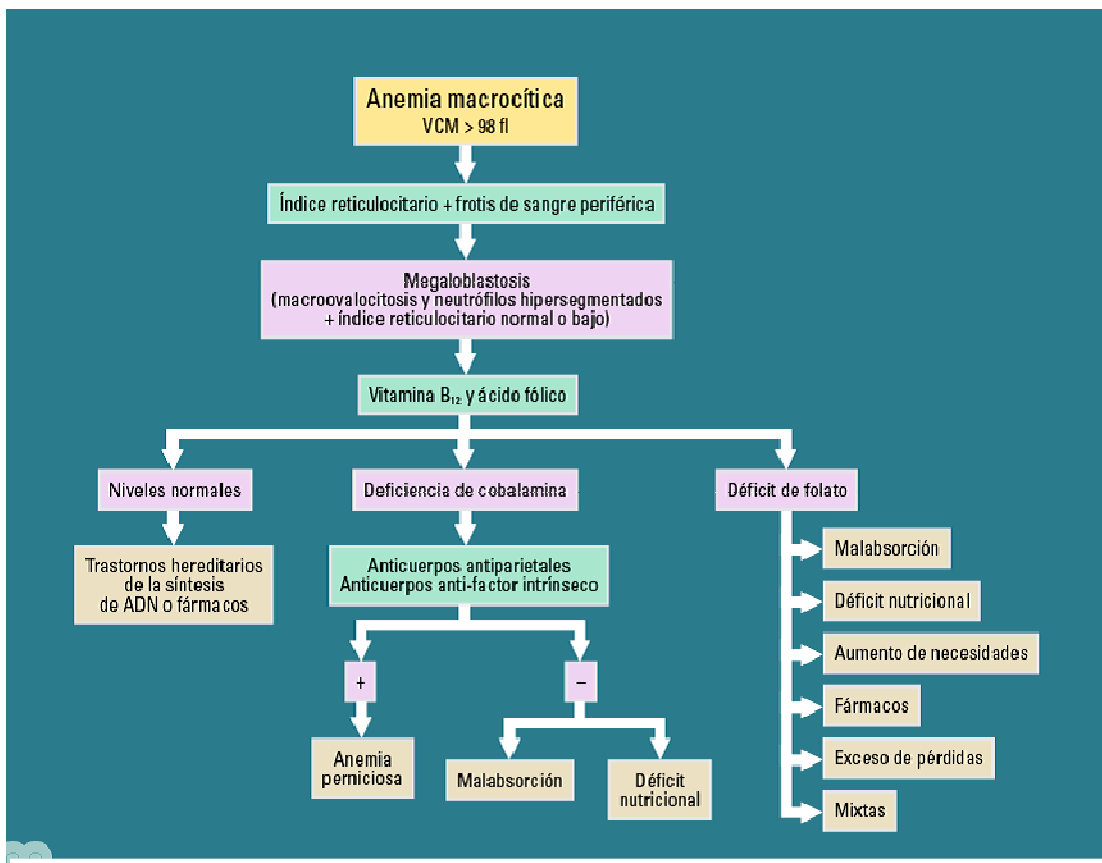 Anemia macrocítica
VCM > 98 fl
Índice reticulocitario + frotis de sangre periférica
Megaloblastosis
(macroovalocitosis y neutrófilos hipersegmentados
+ índice reticulocitario normal o bajo)
Vitamina B₁₂ y ácido fólico
Niveles normales
Deficiencia de cobalamina
Déficit de folato
Trastornos hereditarios
de la síntesis
de ADN o fármacos
Anticuerpos antiparietales
Anticuerpos anti-factor intrínseco
Malabsorción
Déficit nutricional
Aumento de necesidades
Fármacos
Exceso de pérdidas
Mixtas
+
–
Anemia
perniciosa
Malabsorción
Déficit
nutricional